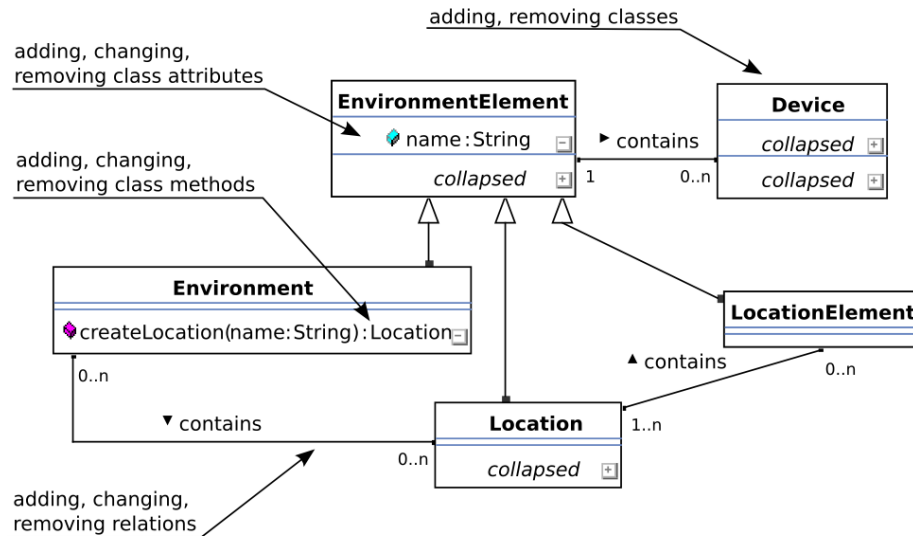 adding, removing classes
adding, changing,
removing class attributes
EnvironmentElement
name:String
collapsed
▶ contains
1
0..n
Device
collapsed
collapsed
adding, changing,
removing class methods
Environment
createLocation(name:String):Location
LocationElement
0..n
▼ contains
0..n
Location
collapsed
▲ contains
0..n
1..n
adding, changing,
removing relations